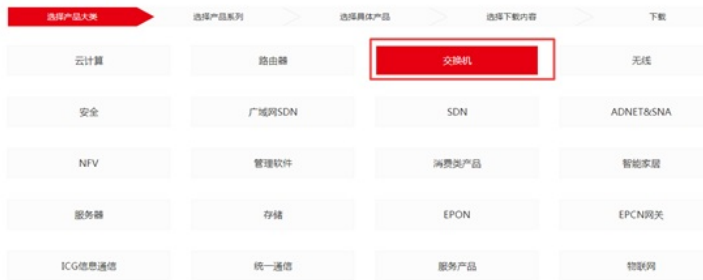 选择产品大类 选择产品系列 选择具体产品 选择下载内容 下载
云计算 路由器 交换机 无线
安全 广域网SDN SDN ADNET&SNA
NFV 管理软件 消费类产品 智能家居
服务器 存储 EPON EPCN网关
ICG信息通信 统一通信 服务产品 物联网